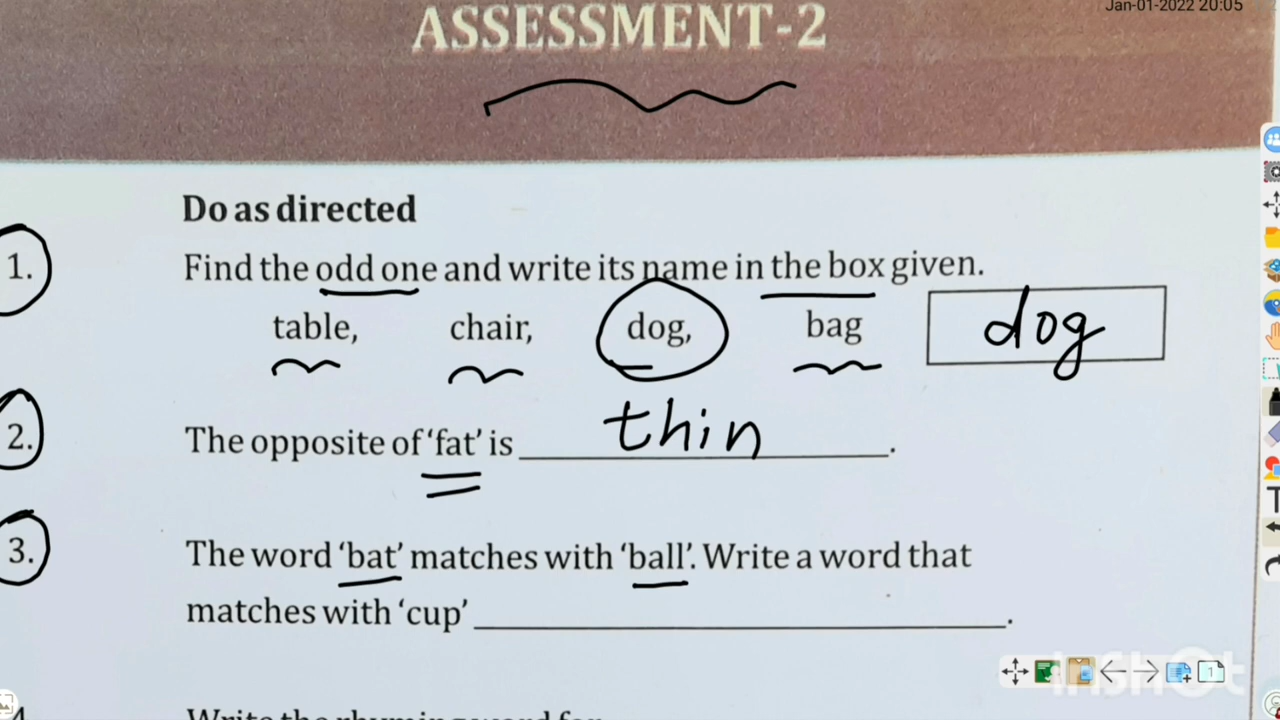 Jan-01-2022 20:05
ASSESSMENT-2
Do as directed
1. Find the odd one and write its name in the box given.
table, chair, dog, bag dog
2. The opposite of 'fat' is thin.
3. The word 'bat' matches with 'ball'. Write a word that
matches with 'cup' ____________.
InShot